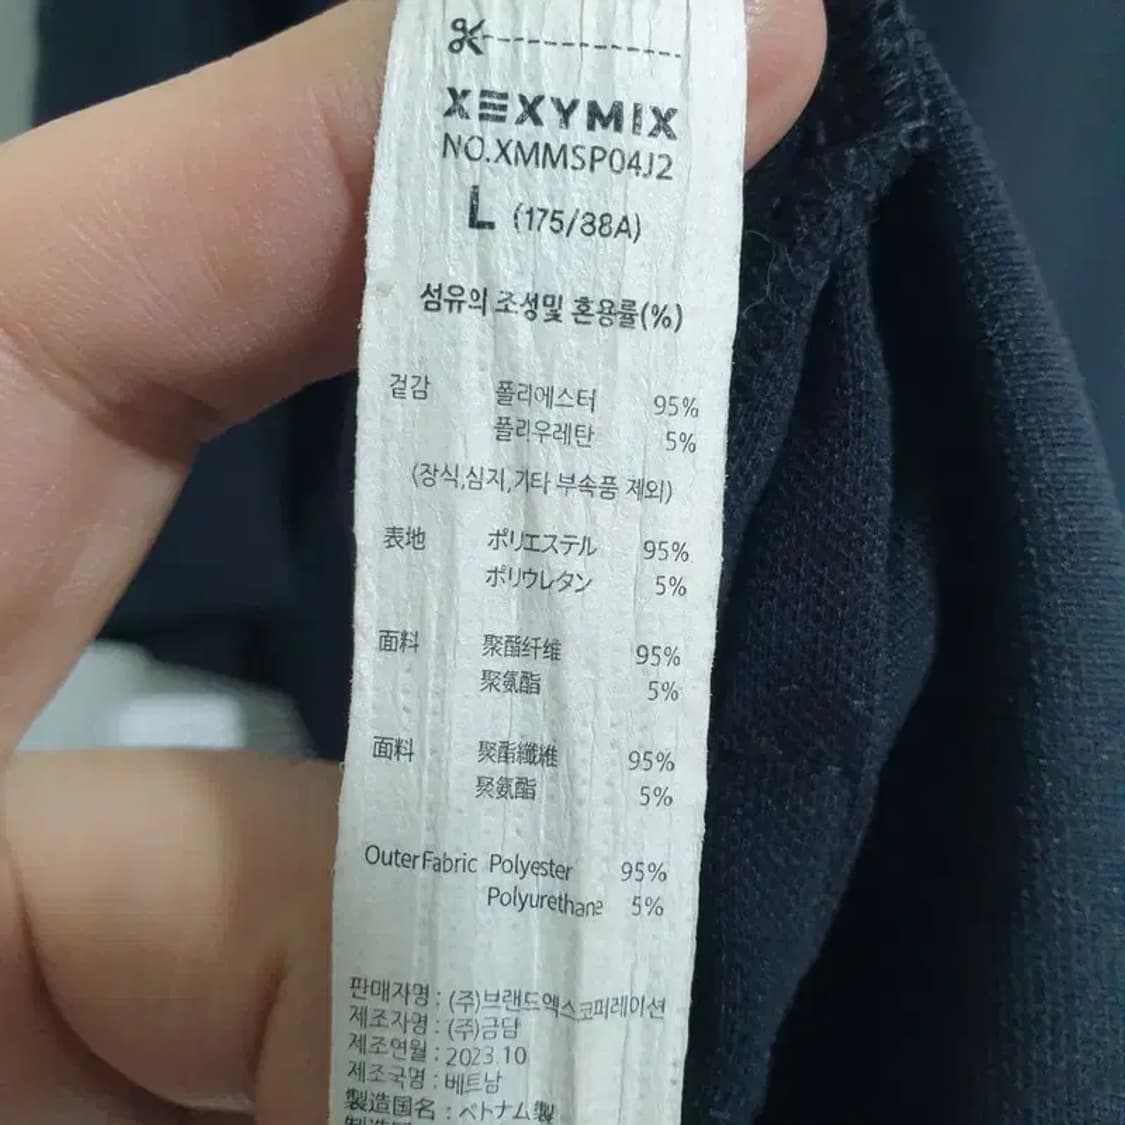 XEXYMIX
NO.XMMSP04J2
L (175/88A)
섬유의 조성및 혼용률(%)
겉감 폴리에스터 95%
폴리우레탄 5%
(장식,심지,기타 부속품 제외)
表地 ポリエステル 95%
ポリウレタン 5%
面料 聚酯纤维 95%
聚氨酯 5%
面料 聚酯纖維 95%
聚氨酯 5%
Outer Fabric Polyester 95%
Polyurethane 5%
판매자명 : (주)브랜드엑스코퍼레이션
제조자명 : (주)금담
제조연월 : 2023.10
제조국명 : 베트남
製造国名 : ベトナム製